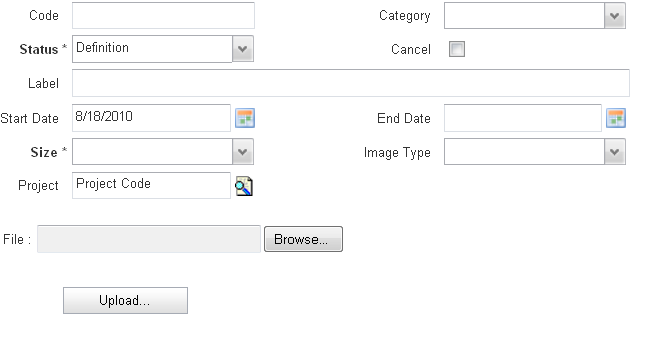 Code Category
Status * Definition Cancel
Label
Start Date 8/18/2010 End Date
Size * Image Type
Project Project Code
File : Browse...
Upload...